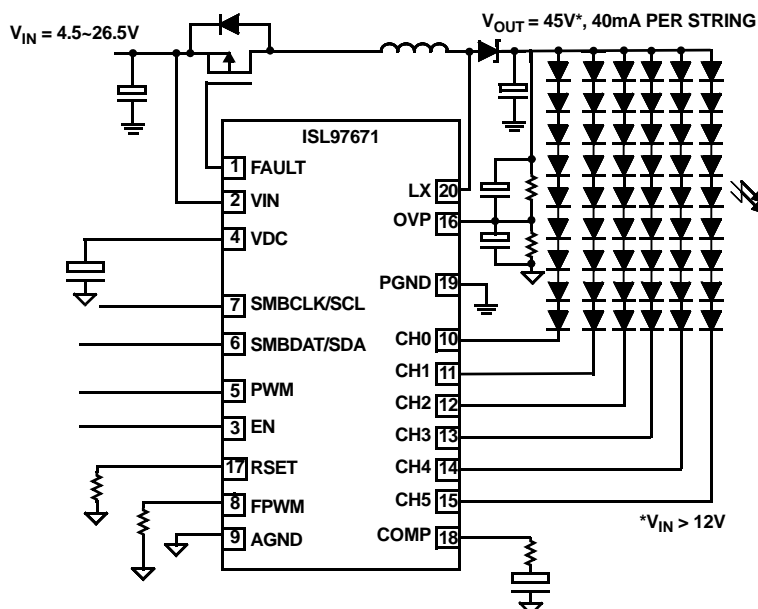 V_IN = 4.5~26.5V
V_OUT = 45V*, 40mA PER STRING
ISL97671
1 FAULT
2 VIN
4 VDC
7 SMBCLK/SCL
6 SMBDAT/SDA
5 PWM
3 EN
17 RSET
8 FPWM
9 AGND
LX 20
OVP 16
PGND 19
CH0 10
CH1 11
CH2 12
CH3 13
CH4 14
CH5 15
COMP 18
*V_IN > 12V